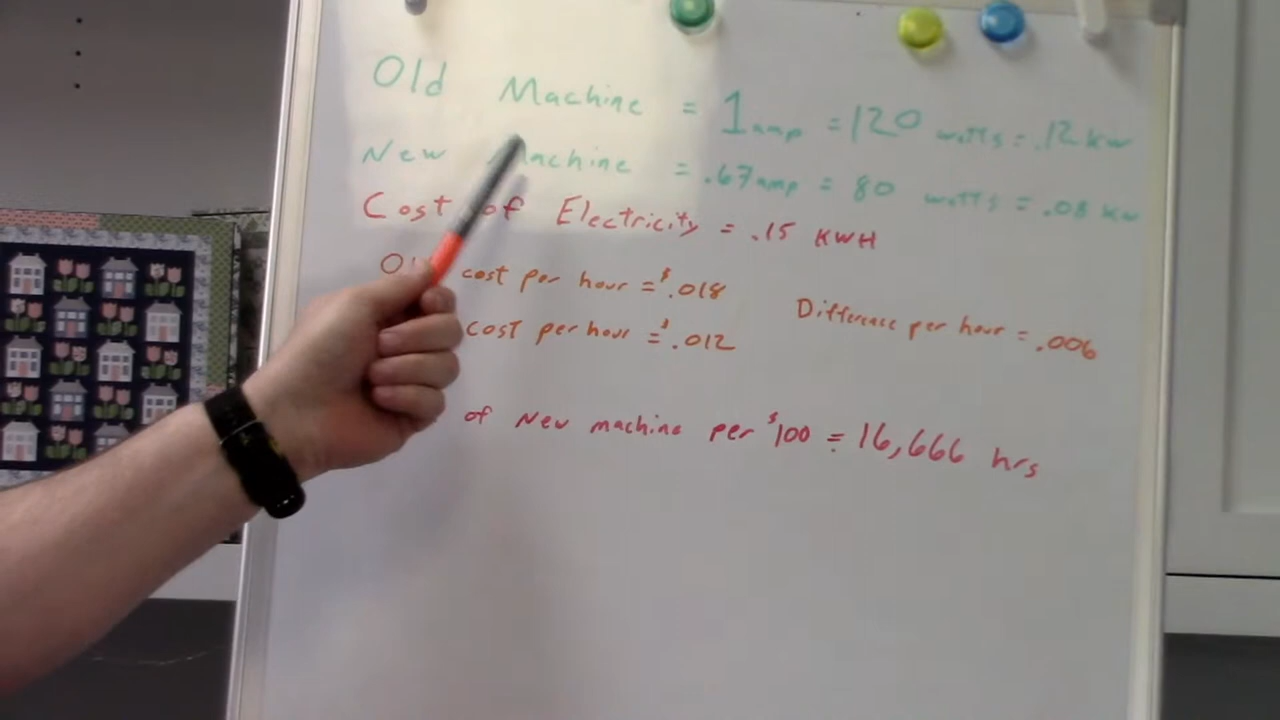 Old Machine = 1amp = 120 watts = .12 kw
New Machine = .67amp = 80 watts = .08 kw
Cost of Electricity = .15 KWH
cost per hour = $.018
Difference per hour = .006
cost per hour = $.012
of New machine per $100 = 16,666 hrs